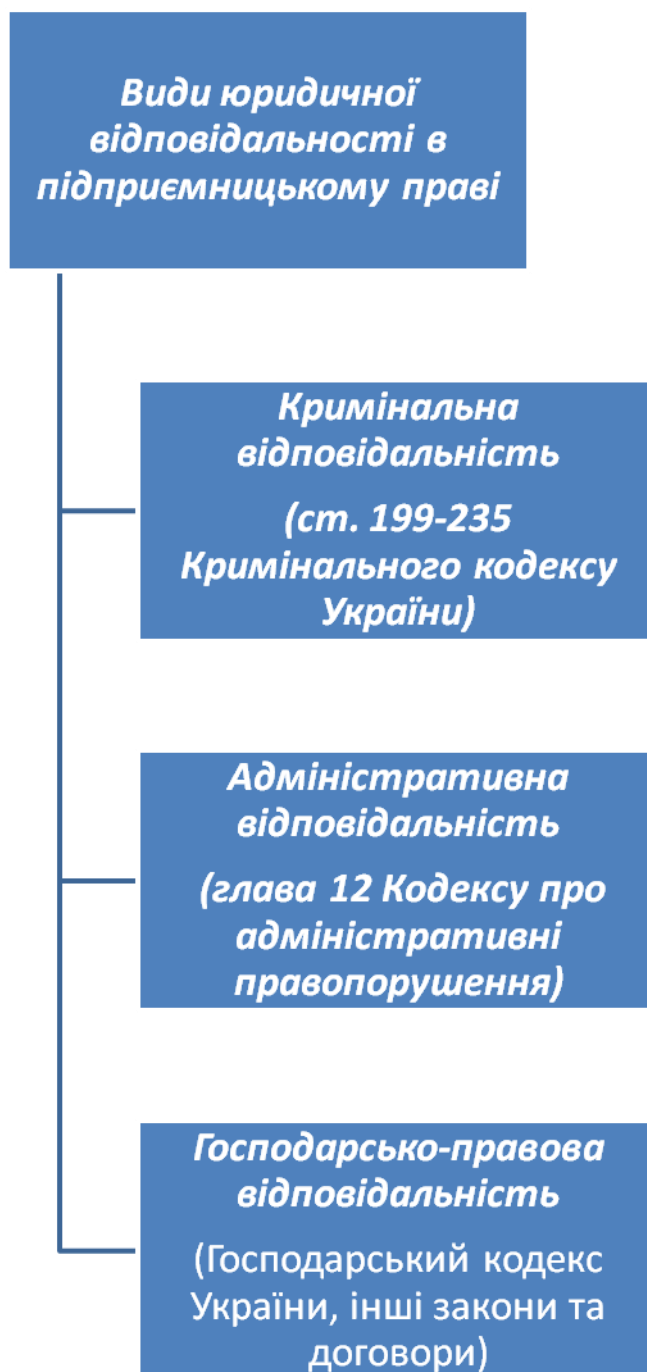 Види юридичної
відповідальності в
підприємницькому праві
Кримінальна
відповідальність
(ст. 199-235
Кримінального кодексу
України)
Адміністративна
відповідальність
(глава 12 Кодексу про
адміністративні
правопорушення)
Господарсько-правова
відповідальність
(Господарський кодекс
України, інші закони та
договори)